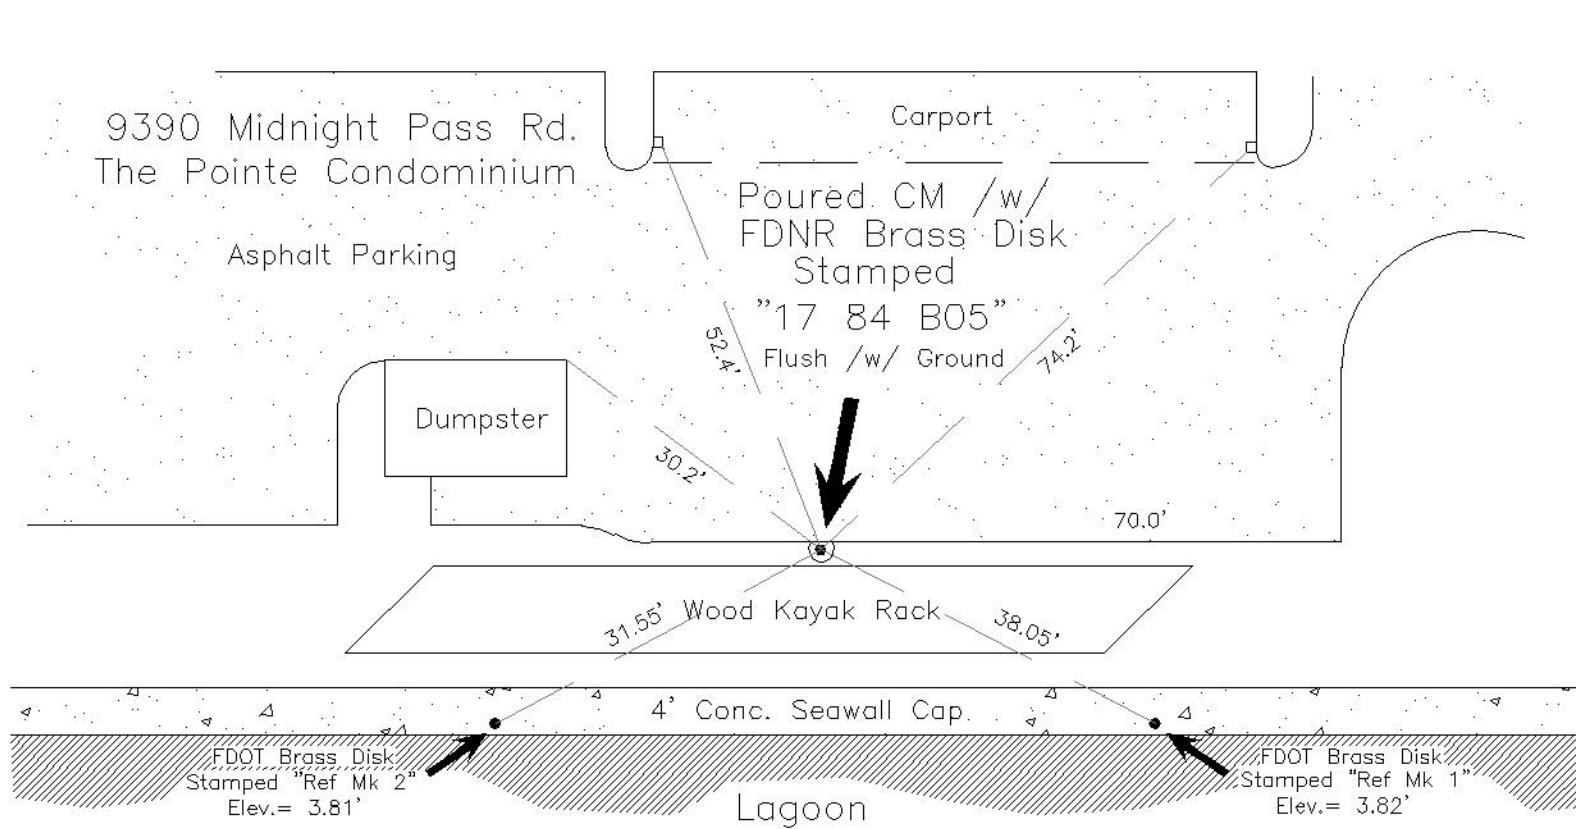 9390 Midnight Pass Rd.
The Pointe Condominium
Carport
Poured CM /w/
FDNR Brass Disk
Stamped
"17 84 B05"
Flush /w/ Ground
Asphalt Parking
52.4'
74.2'
Dumpster
30.2'
70.0'
Wood Kayak Rack
31.55'
38.05'
4' Conc. Seawall Cap
FDOT Brass Disk
Stamped "Ref Mk 2"
Elev.= 3.81'
FDOT Brass Disk
Stamped "Ref Mk 1"
Elev.= 3.82'
Lagoon